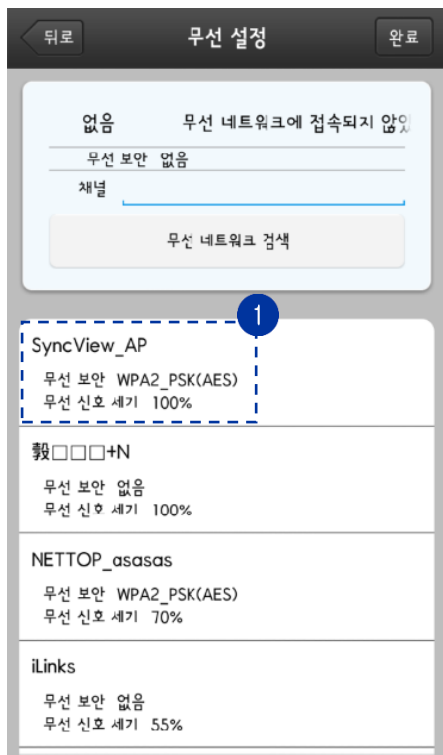 뒤로 무선 설정 완료
없음 무선 네트워크에 접속되지 않았
무선 보안 없음
채널
무선 네트워크 검색
1
SyncView_AP
무선 보안 WPA2_PSK(AES)
무선 신호 세기 100%
□□□+N
무선 보안 없음
무선 신호 세기 100%
NETTOP_asasas
무선 보안 WPA2_PSK(AES)
무선 신호 세기 70%
iLinks
무선 보안 없음
무선 신호 세기 55%